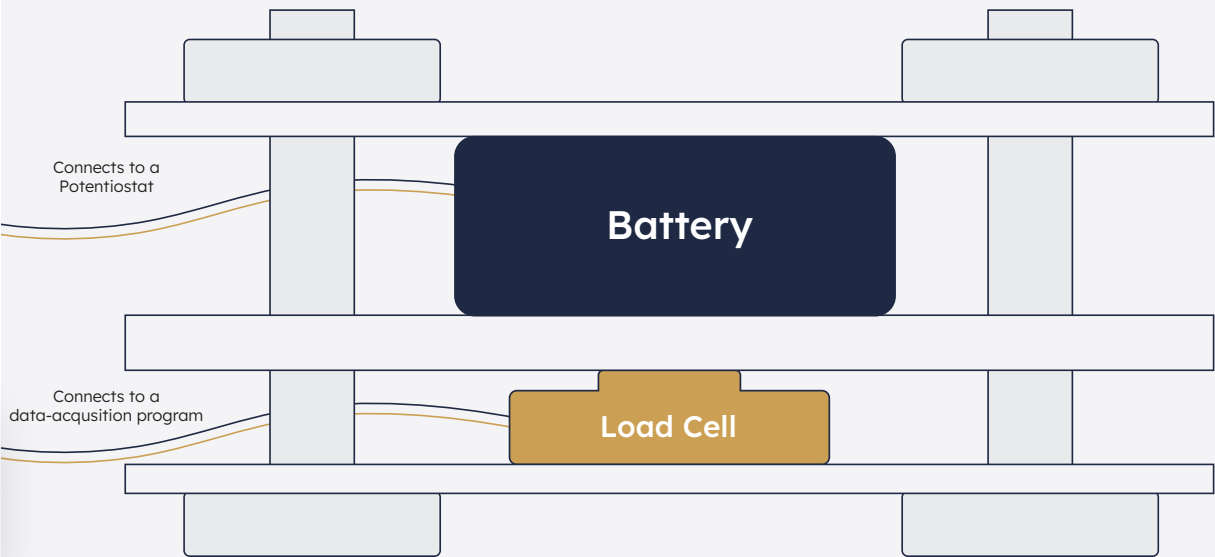 Connects to a
Potentiostat
Battery
Connects to a
data-acqusition program
Load Cell